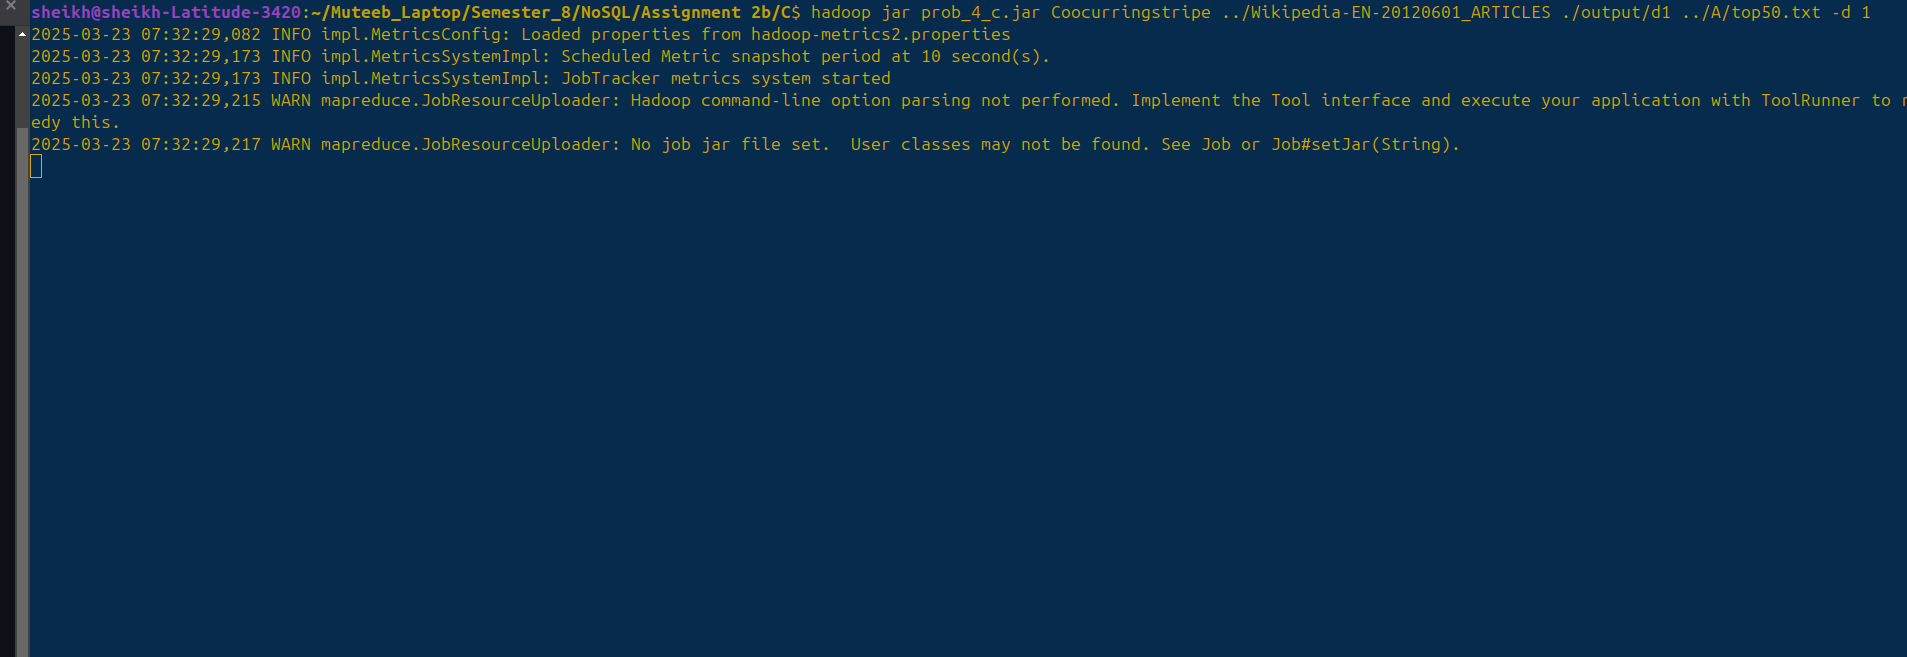 sheikh@sheikh-Latitude-3420:~/Muteeb_Laptop/Semester_8/NoSQL/Assignment 2b/C$ hadoop jar prob_4_c.jar Coocurringstripe ../Wikipedia-EN-20120601_ARTICLES ./output/d1 ../A/top50.txt -d 1
2025-03-23 07:32:29,082 INFO impl.MetricsConfig: Loaded properties from hadoop-metrics2.properties
2025-03-23 07:32:29,173 INFO impl.MetricsSystemImpl: Scheduled Metric snapshot period at 10 second(s).
2025-03-23 07:32:29,173 INFO impl.MetricsSystemImpl: JobTracker metrics system started
2025-03-23 07:32:29,215 WARN mapreduce.JobResourceUploader: Hadoop command-line option parsing not performed. Implement the Tool interface and execute your application with ToolRunner to
edy this.
2025-03-23 07:32:29,217 WARN mapreduce.JobResourceUploader: No job jar file set.  User classes may not be found. See Job or Job#setJar(String).